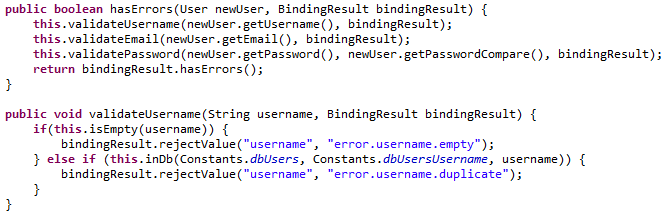 public boolean hasErrors(User newUser, BindingResult bindingResult) {
    this.validateUsername(newUser.getUsername(), bindingResult);
    this.validateEmail(newUser.getEmail(), bindingResult);
    this.validatePassword(newUser.getPassword(), newUser.getPasswordCompare(), bindingResult);
    return bindingResult.hasErrors();
}

public void validateUsername(String username, BindingResult bindingResult) {
    if(this.isEmpty(username)) {
        bindingResult.rejectValue("username", "error.username.empty");
    } else if (this.inDb(Constants.dbUsers, Constants.dbUsersUsername, username)) {
        bindingResult.rejectValue("username", "error.username.duplicate");
    }
}